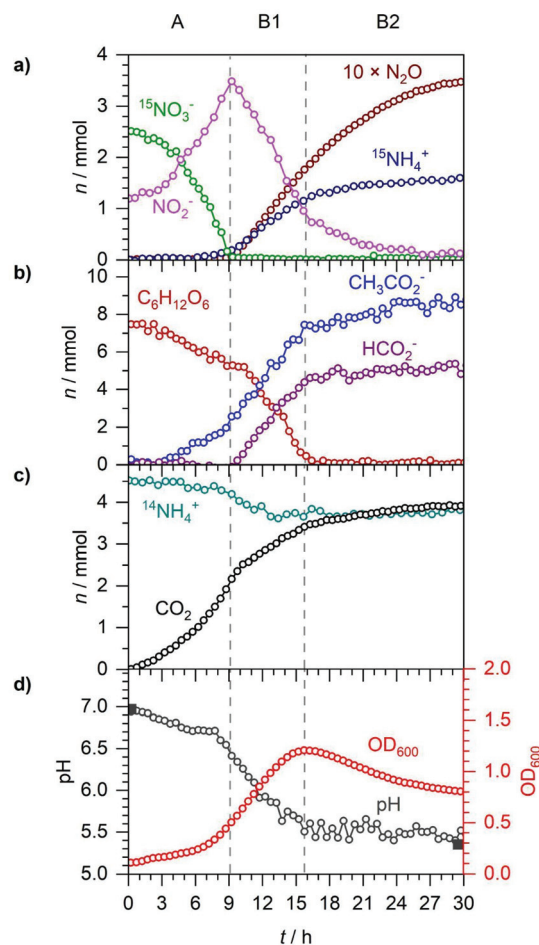 A B1 B2
a)
4
3
2
1
0
n / mmol
¹⁵NO₃⁻
NO₂⁻
10 × N₂O
¹⁵NH₄⁺
b)
10
8
6
4
2
0
C₆H₁₂O₆
CH₃CO₂⁻
HCO₂⁻
c)
4
3
2
1
0
n / mmol
¹⁴NH₄⁺
CO₂
d)
7.0
6.5
6.0
5.5
5.0
pH
OD₆₀₀
pH
2.0
1.5
1.0
0.5
0.0
OD₆₀₀
0 3 6 9 12 15 18 21 24 27 30
t / h